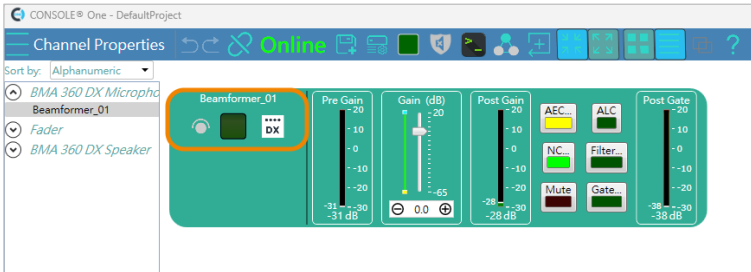 CONSOLE® One - DefaultProject
Channel Properties
Online
Sort by: Alphanumeric
BMA 360 DX Micropho
Beamformer_01
Fader
BMA 360 DX Speaker
Beamformer_01
DX
Pre Gain
20
10
0
-10
-20
-31
-30
-31 dB
Gain (dB)
20
-65
0.0
Post Gain
20
10
0
-10
-20
-28
-30
-28 dB
AEC...
ALC
NC...
Filter...
Mute
Gate...
Post Gate
20
10
0
-10
-20
-38
-30
-38 dB